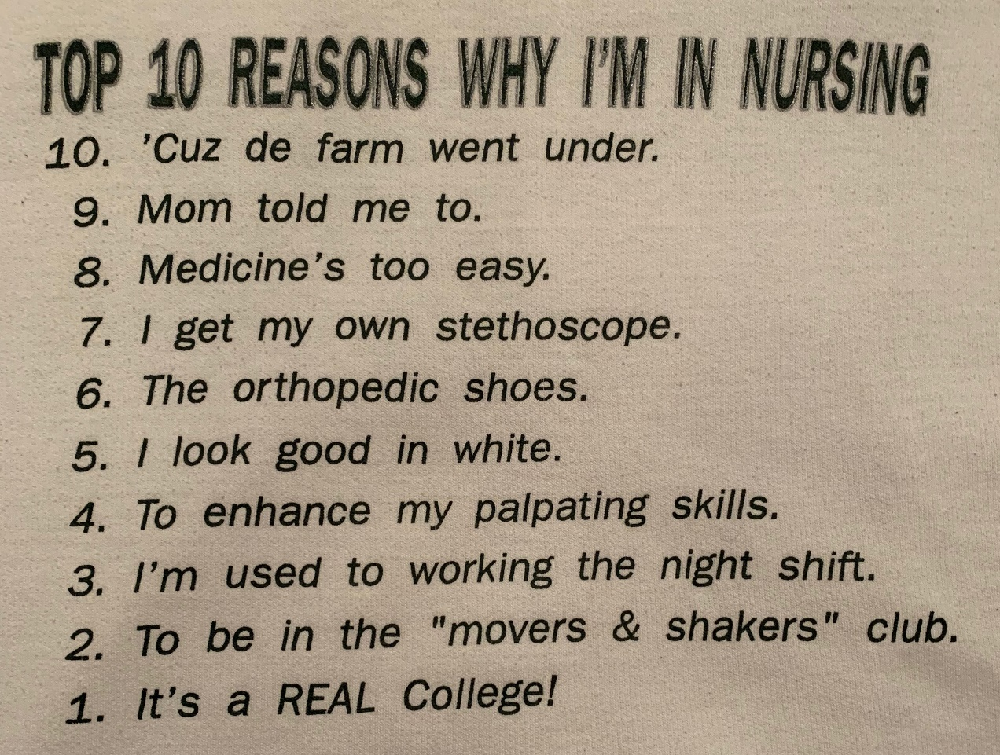 TOP 10 REASONS WHY I'M IN NURSING
10. 'Cuz de farm went under.
9. Mom told me to.
8. Medicine's too easy.
7. I get my own stethoscope.
6. The orthopedic shoes.
5. I look good in white.
4. To enhance my palpating skills.
3. I'm used to working the night shift.
2. To be in the "movers & shakers" club.
1. It's a REAL College!